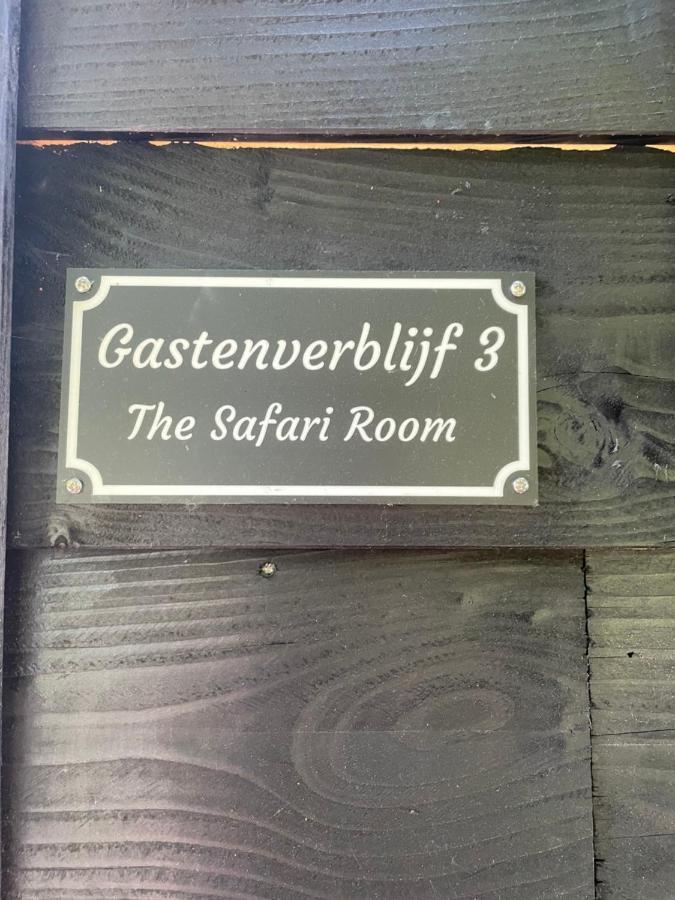 Gastenverblijf 3
The Safari Room